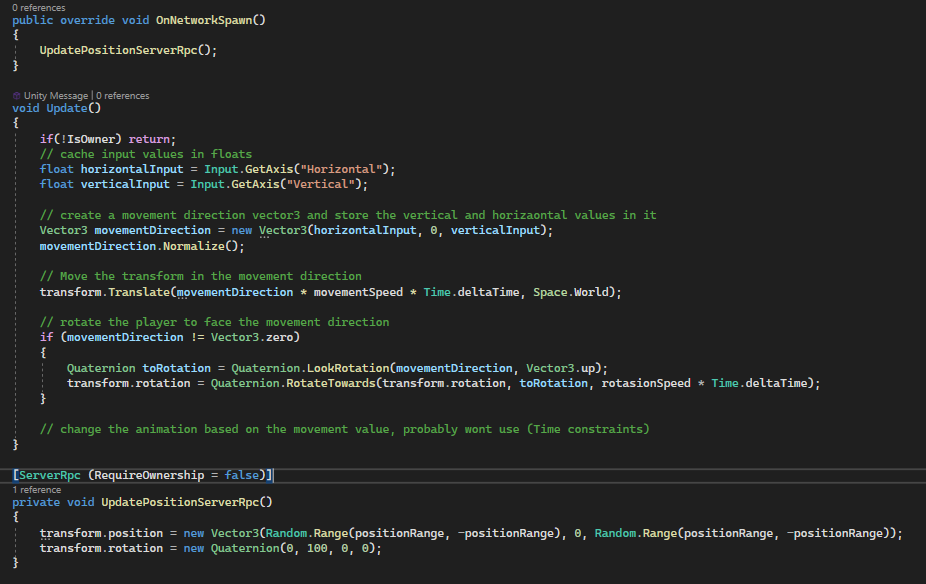 0 references
public override void OnNetworkSpawn()
{
UpdatePositionServerRpc();
}
Unity Message | 0 references
void Update()
{
if(!IsOwner) return;
// cache input values in floats
float horizontalInput = Input.GetAxis("Horizontal");
float verticalInput = Input.GetAxis("Vertical");
// create a movement direction vector3 and store the vertical and horizaontal values in it
Vector3 movementDirection = new Vector3(horizontalInput, 0, verticalInput);
movementDirection.Normalize();
// Move the transform in the movement direction
transform.Translate(movementDirection * movementSpeed * Time.deltaTime, Space.World);
// rotate the player to face the movement direction
if (movementDirection != Vector3.zero)
{
Quaternion toRotation = Quaternion.LookRotation(movementDirection, Vector3.up);
transform.rotation = Quaternion.RotateTowards(transform.rotation, toRotation, rotasionSpeed * Time.deltaTime);
}
// change the animation based on the movement value, probably wont use (Time constraints)
}
[ServerRpc (RequireOwnership = false)]
1 reference
private void UpdatePositionServerRpc()
{
transform.position = new Vector3(Random.Range(positionRange, -positionRange), 0, Random.Range(positionRange, -positionRange));
transform.rotation = new Quaternion(0, 100, 0, 0);
}